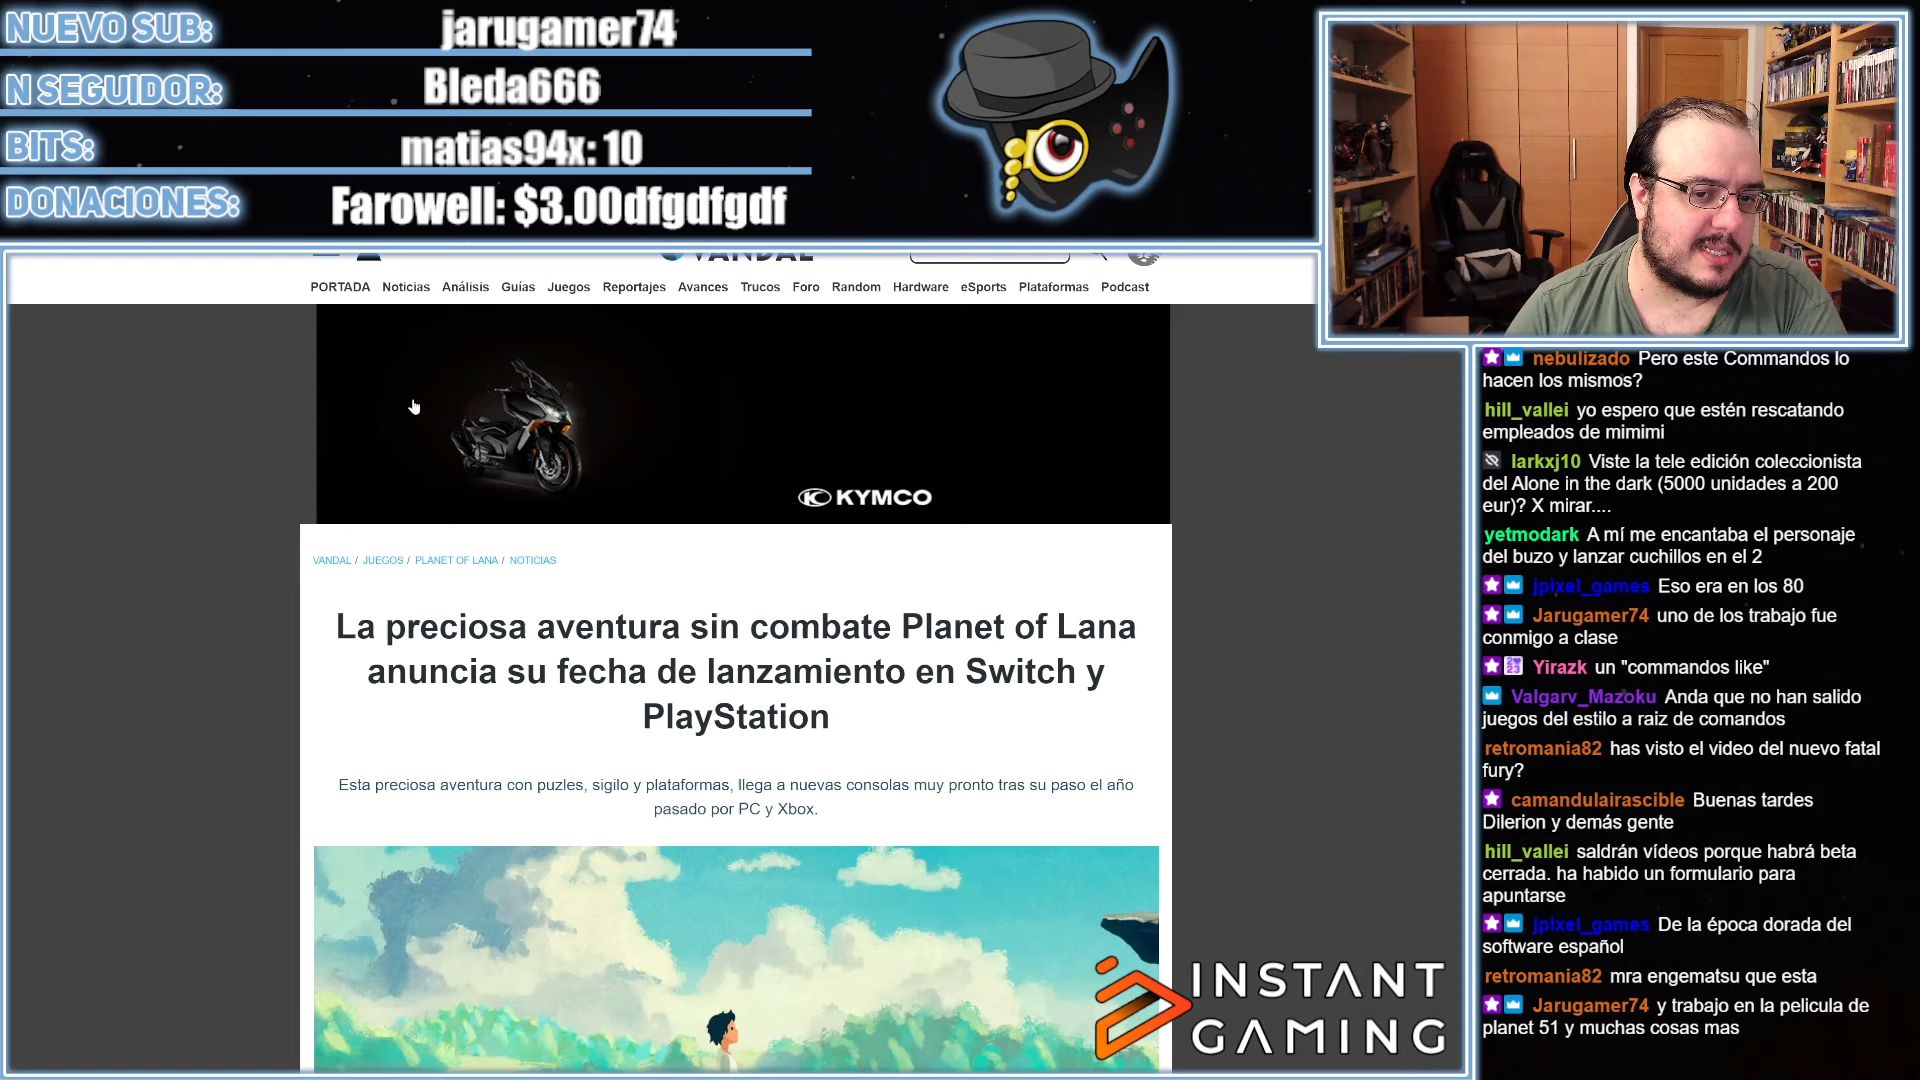 NUEVO SUB:
jarugamer74
N SEGUIDOR:
Bleda666
BITS:
matias94x: 10
DONACIONES:
Farowell: $3.00dfgdfgdf
VANDAL
PORTADA Noticias Análisis Guías Juegos Reportajes Avances Trucos Foro Random Hardware eSports Plataformas Podcast
KYMCO
VANDAL / JUEGOS / PLANET OF LANA / NOTICIAS
La preciosa aventura sin combate Planet of Lana
anuncia su fecha de lanzamiento en Switch y
PlayStation
Esta preciosa aventura con puzles, sigilo y plataformas, llega a nuevas consolas muy pronto tras su paso el año
pasado por PC y Xbox.
INSTANT
GAMING
nebulizado Pero este Commandos lo
hacen los mismos?
hill_vallei yo espero que estén rescatando
empleados de mimimi
larkxj10 Viste la tele edición coleccionista
del Alone in the dark (5000 unidades a 200
eur)? X mirar....
yetmodark A mí me encantaba el personaje
del buzo y lanzar cuchillos en el 2
jpixel_games Eso era en los 80
Jarugamer74 uno de los trabajo fue
conmigo a clase
Yirazk un "commandos like"
Valgarv_Mazoku Anda que no han salido
juegos del estilo a raiz de comandos
retromania82 has visto el video del nuevo fatal
fury?
camandulairascible Buenas tardes
Dilerion y demás gente
hill_vallei saldrán vídeos porque habrá beta
cerrada. ha habido un formulario para
apuntarse
jpixel_games De la época dorada del
software español
retromania82 mra engematsu que esta
Jarugamer74 y trabajo en la pelicula de
planet 51 y muchas cosas mas